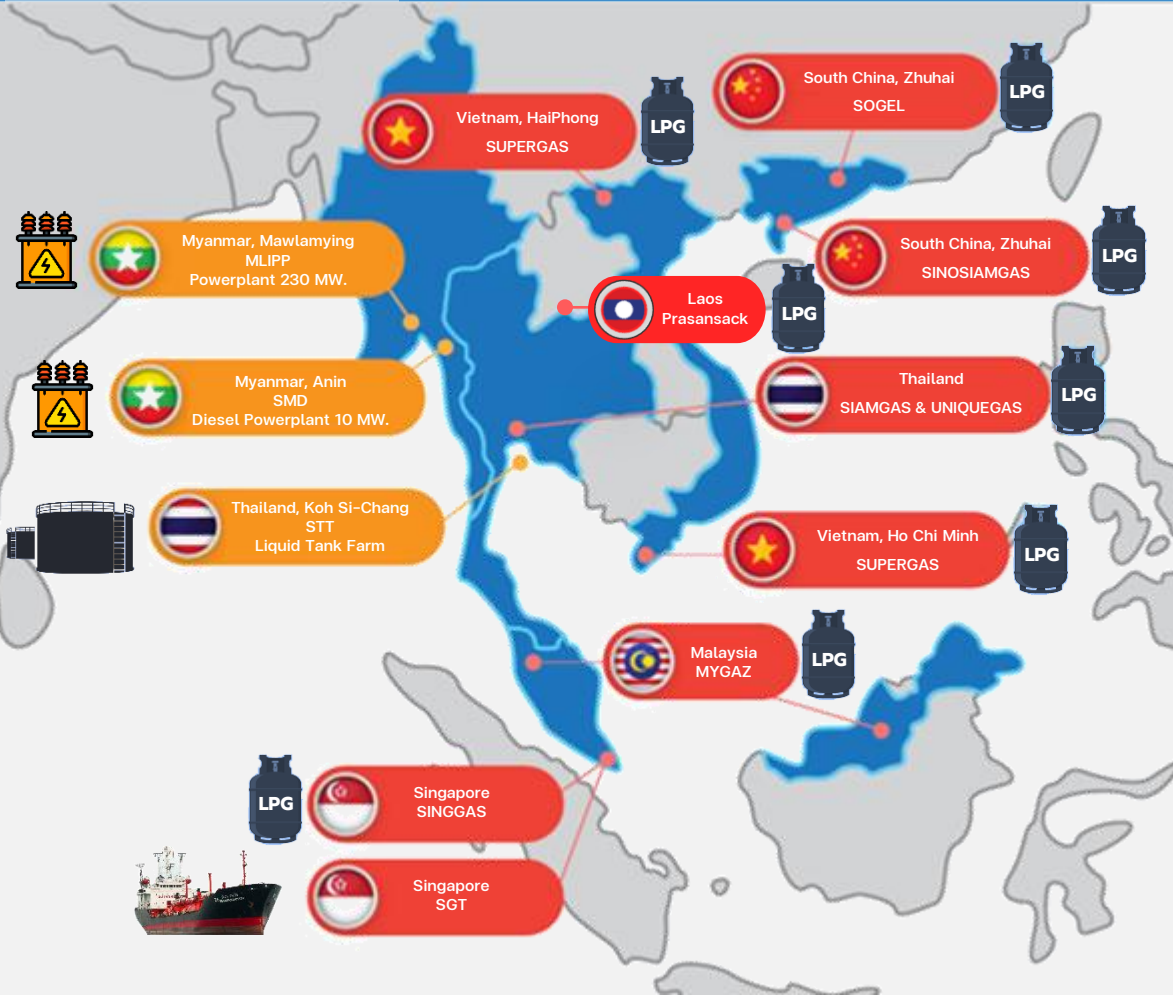 South China, Zhuhai
SOGEL
LPG
Vietnam, HaiPhong
SUPERGAS
LPG
Myanmar, Mawlamying
MLIPP
Powerplant 230 MW.
South China, Zhuhai
SINOSIAMGAS
LPG
Laos
Prasansack
LPG
Myanmar, Anin
SMD
Diesel Powerplant 10 MW.
Thailand
SIAMGAS & UNIQUEGAS
LPG
Thailand, Koh Si-Chang
STT
Liquid Tank Farm
Vietnam, Ho Chi Minh
SUPERGAS
LPG
Malaysia
MYGAZ
LPG
LPG
Singapore
SINGGAS
Singapore
SGT